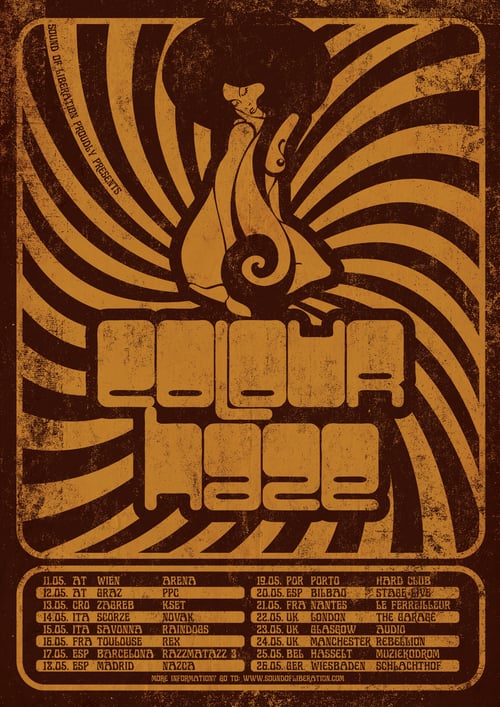 SOUND OF LIBERATION PROUDLY PRESENTS
COLOUR
HAZE
11.05. AT WIEN ARENA
12.05. AT GRAZ PPC
13.05. CRO ZAGREB KSET
14.05. ITA SCORZE NOVAK
15.05. ITA SAVONNA RAINDOGS
16.05. FRA TOULOUSE REX
17.05. ESP BARCELONA RAZZMATAZZ 3
18.05. ESP MADRID NAZCA
19.05. POR PORTO HARD CLUB
20.05. ESP BILBAO STAGE LIVE
21.05. FRA NANTES LE FERREILLEUR
22.05. UK LONDON THE GARAGE
23.05. UK GLASGOW AUDIO
24.05. UK MANCHESTER REBELLION
25.05. BEL HASSELT MUZIEKODROM
26.05. GER WIESBADEN SCHLACHTHOF
MORE INFORMATION? GO TO: WWW.SOUNDOFLIBERATION.COM